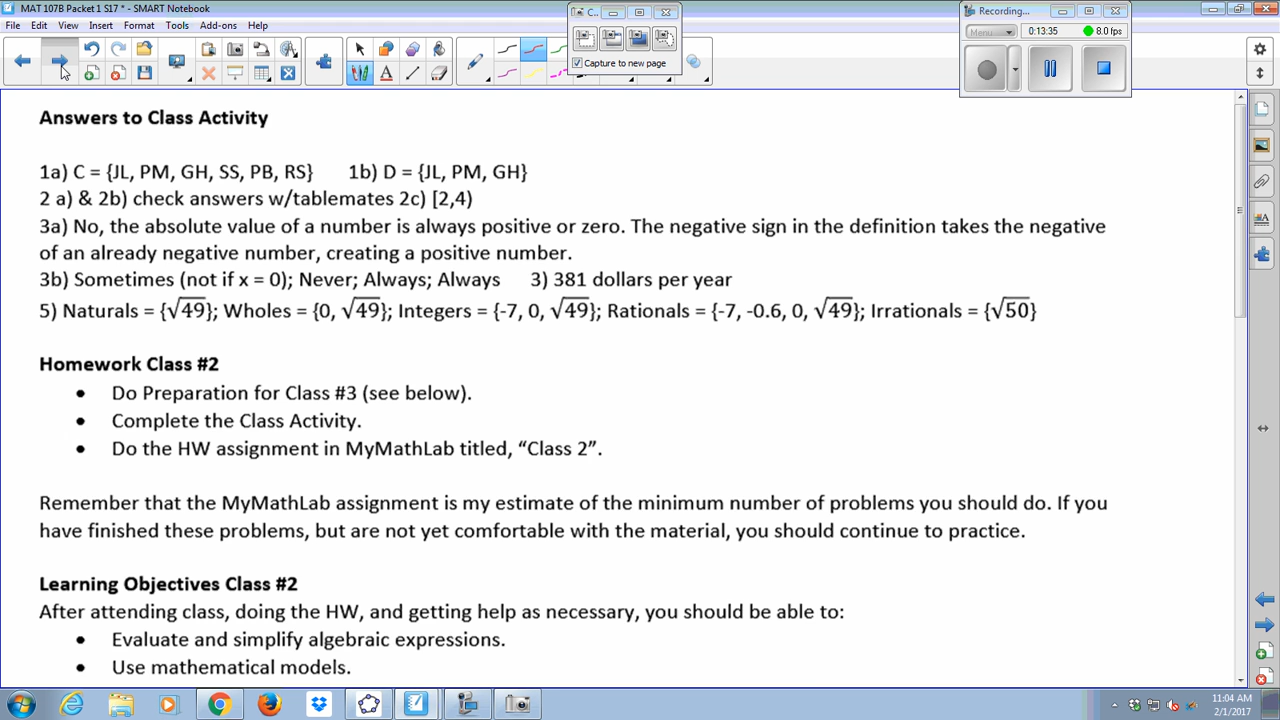 MAT 107B Packet 1 S17 * - SMART Notebook
C..
Recording...
File Edit View Insert Format Tools Add-ons Help
Menu
0:13:35
8.0 fps
Capture to new page
Answers to Class Activity
1a) C = {JL, PM, GH, SS, PB, RS} 1b) D = {JL, PM, GH}
2 a) & 2b) check answers w/tablemates 2c) [2,4)
3a) No, the absolute value of a number is always positive or zero. The negative sign in the definition takes the negative
of an already negative number, creating a positive number.
3b) Sometimes (not if x = 0); Never; Always; Always 3) 381 dollars per year
5) Naturals = {√49}; Wholes = {0, √49}; Integers = {-7, 0, √49}; Rationals = {-7, -0.6, 0, √49}; Irrationals = {√50}
Homework Class #2
• Do Preparation for Class #3 (see below).
• Complete the Class Activity.
• Do the HW assignment in MyMathLab titled, “Class 2”.
Remember that the MyMathLab assignment is my estimate of the minimum number of problems you should do. If you
have finished these problems, but are not yet comfortable with the material, you should continue to practice.
Learning Objectives Class #2
After attending class, doing the HW, and getting help as necessary, you should be able to:
• Evaluate and simplify algebraic expressions.
• Use mathematical models.
11:04 AM
2/1/2017